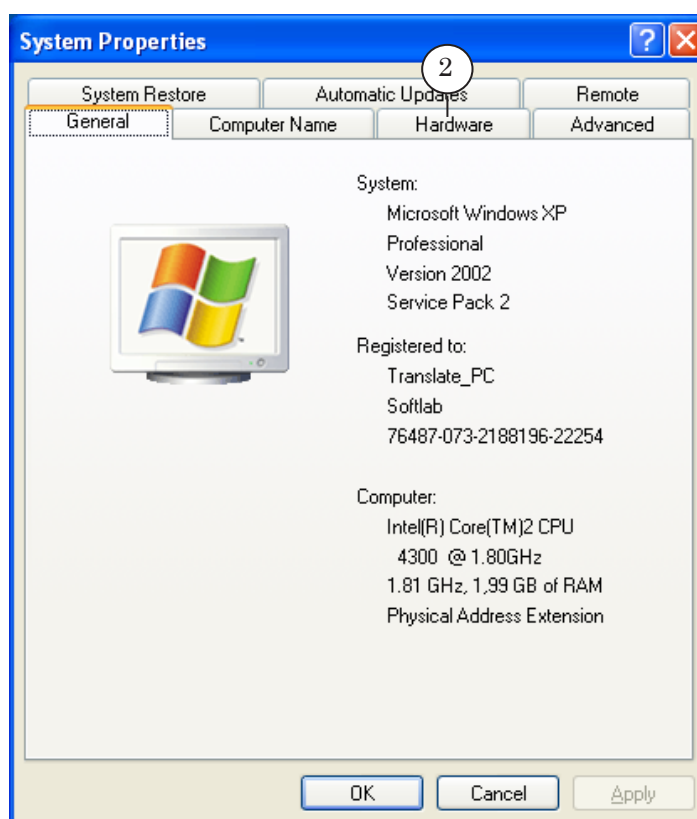 System Properties
2
System Restore Automatic Updates Remote
General Computer Name Hardware Advanced
System:
Microsoft Windows XP
Professional
Version 2002
Service Pack 2
Registered to:
Translate_PC
Softlab
76487-073-2188196-22254
Computer:
Intel(R) Core(TM)2 CPU
4300 @ 1.80GHz
1.81 GHz, 1,99 GB of RAM
Physical Address Extension
OK Cancel Apply